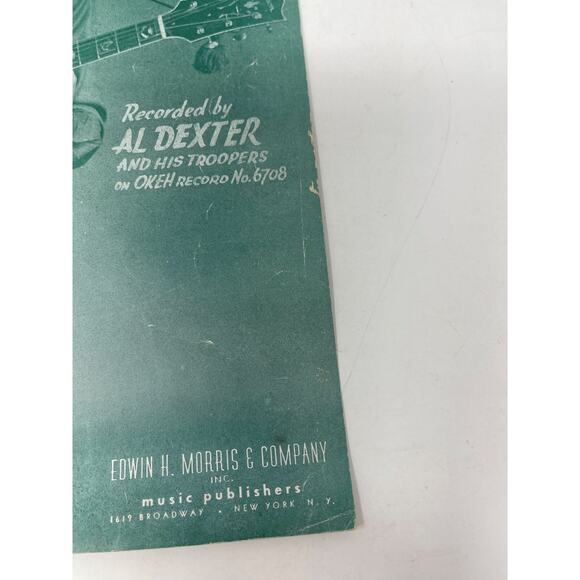 Recorded by
AL DEXTER
AND HIS TROOPERS
ON OKEH RECORD No. 6708
EDWIN H. MORRIS & COMPANY
INC.
music publishers
1619 BROADWAY • NEW YORK N. Y.